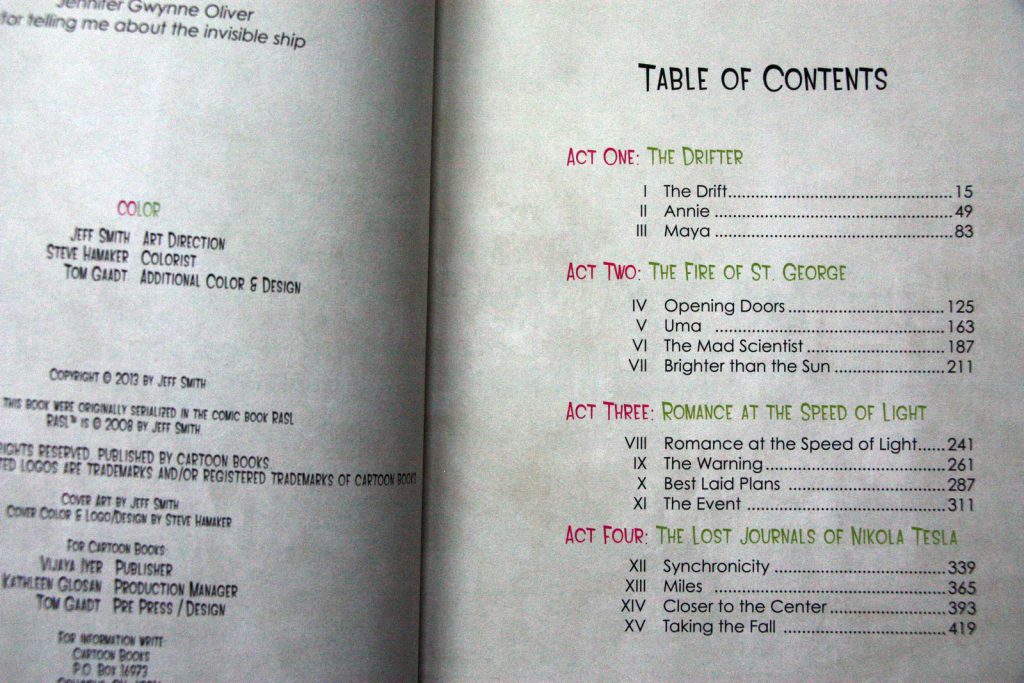 Jennifer Gwynne Oliver
for telling me about the invisible ship
COLOR
JEFF SMITH ART DIRECTION
STEVE HAMAKER COLORIST
TOM GAADT ADDITIONAL COLOR & DESIGN
COPYRIGHT © 2013 BY JEFF SMITH
THIS BOOK WERE ORIGINALLY SERIALIZED IN THE COMIC BOOK RASL
RASL™ IS © 2008 BY JEFF SMITH.
RIGHTS RESERVED. PUBLISHED BY CARTOON BOOKS
LOGOS ARE TRADEMARKS AND/OR REGISTERED TRADEMARKS OF CARTOON BOOKS
COVER ART BY JEFF SMITH
COVER COLOR & LOGO/DESIGN BY STEVE HAMAKER
FOR CARTOON BOOKS:
VIJAYA IYER PUBLISHER
KATHLEEN GLOSAN PRODUCTION MANAGER
TOM GAADT PRE PRESS / DESIGN
FOR INFORMATION WRITE:
CARTOON BOOKS
P.O. BOX 16973
TABLE OF CONTENTS
ACT ONE: THE DRIFTER
I The Drift 15
II Annie 49
III Maya 83
ACT TWO: THE FIRE OF ST. GEORGE
IV Opening Doors 125
V Uma 163
VI The Mad Scientist 187
VII Brighter than the Sun 211
ACT THREE: ROMANCE AT THE SPEED OF LIGHT
VIII Romance at the Speed of Light 241
IX The Warning 261
X Best Laid Plans 287
XI The Event 311
ACT FOUR: THE LOST JOURNALS OF NIKOLA TESLA
XII Synchronicity 339
XIII Miles 365
XIV Closer to the Center 393
XV Taking the Fall 419